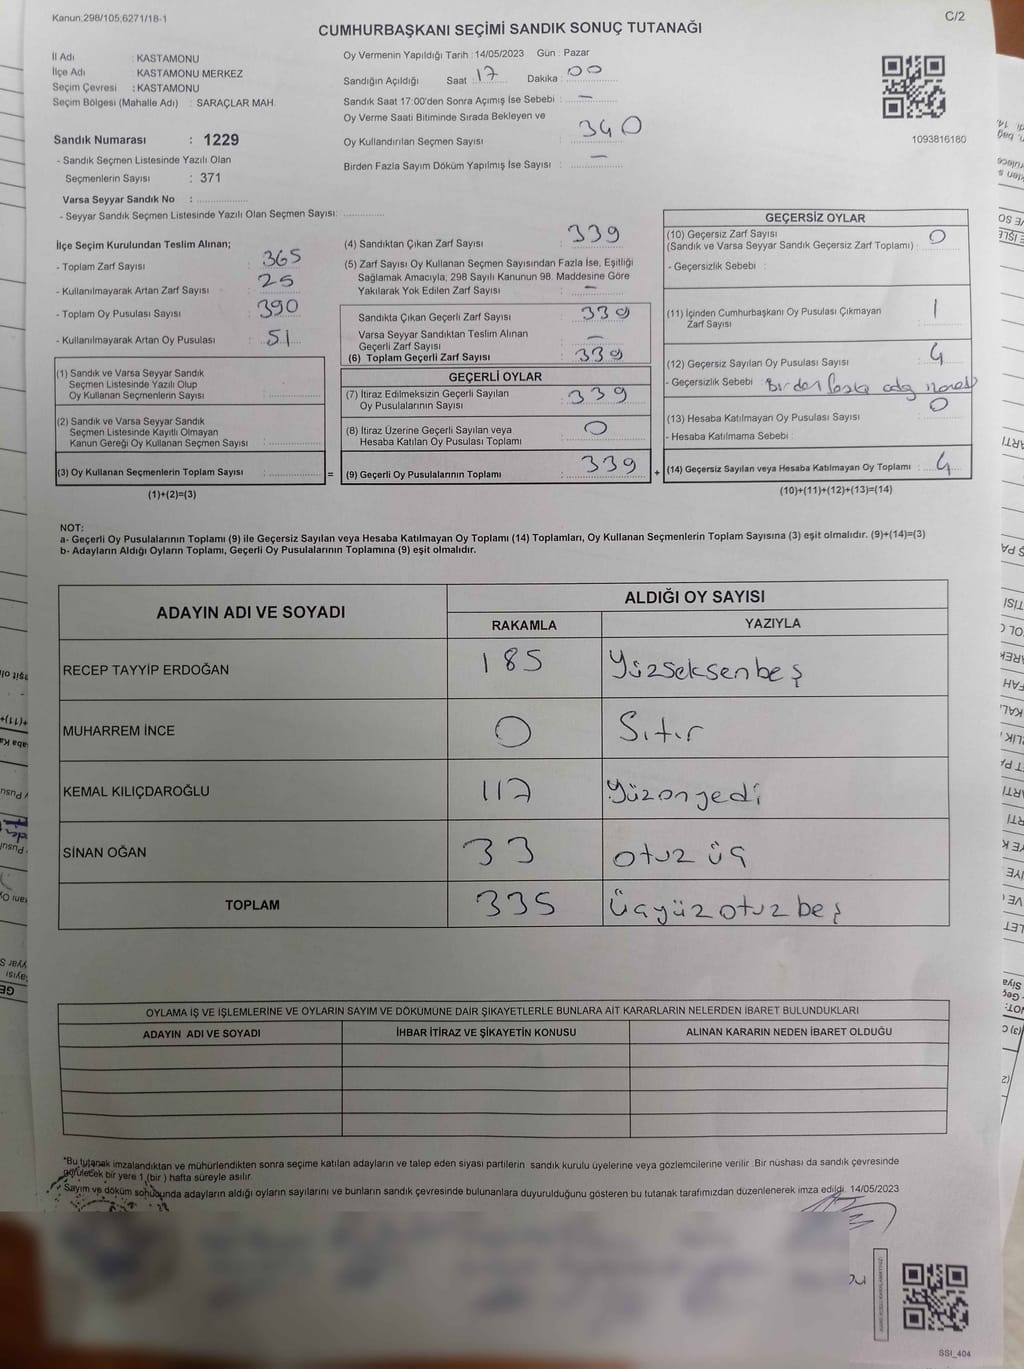 Kanun;298/105,6271/18-1
C/2
CUMHURBAŞKANI SEÇİMİ SANDIK SONUÇ TUTANAĞI
İl Adı : KASTAMONU
İlçe Adı : KASTAMONU MERKEZ
Seçim Çevresi : KASTAMONU
Seçim Bölgesi (Mahalle Adı) : SARAÇLAR MAH.
Sandık Numarası : 1229
- Sandık Seçmen Listesinde Yazılı Olan
Seçmenlerin Sayısı : 371
Varsa Seyyar Sandık No :
- Seyyar Sandık Seçmen Listesinde Yazılı Olan Seçmen Sayısı:
Oy Vermenin Yapıldığı Tarih : 14/05/2023 Gün : Pazar
Sandığın Açıldığı Saat : 17 Dakika : 00
Sandık Saat 17:00'den Sonra Açımış İse Sebebi : —
Oy Verme Saati Bitiminde Sırada Bekleyen ve
Oy Kullandırılan Seçmen Sayısı : 340
Birden Fazla Sayım Döküm Yapılmış İse Sayısı : —
1093816180
İlçe Seçim Kurulundan Teslim Alınan;
- Toplam Zarf Sayısı : 365
- Kullanılmayarak Artan Zarf Sayısı : 25
- Toplam Oy Pusulası Sayısı : 390
- Kullanılmayarak Artan Oy Pusulası : 51
(1) Sandık ve Varsa Seyyar Sandık
Seçmen Listesinde Yazılı Olup
Oy Kullanan Seçmenlerin Sayısı :
(2) Sandık ve Varsa Seyyar Sandık
Seçmen Listesinde Kayıtlı Olmayan
Kanun Gereği Oy Kullanan Seçmen Sayısı :
(3) Oy Kullanan Seçmenlerin Toplam Sayısı : =
(1)+(2)=(3)
(4) Sandıktan Çıkan Zarf Sayısı : 339
(5) Zarf Sayısı Oy Kullanan Seçmen Sayısından Fazla İse, Eşitliği
Sağlamak Amacıyla, 298 Sayılı Kanunun 98. Maddesine Göre
Yakılarak Yok Edilen Zarf Sayısı : —
Sandıkta Çıkan Geçerli Zarf Sayısı : 339
Varsa Seyyar Sandıktan Teslim Alınan
Geçerli Zarf Sayısı : —
(6) Toplam Geçerli Zarf Sayısı : 339
GEÇERLİ OYLAR
(7) İtiraz Edilmeksizin Geçerli Sayılan
Oy Pusulalarının Sayısı : 339
(8) İtiraz Üzerine Geçerli Sayılan veya
Hesaba Katılan Oy Pusulası Toplamı : 0
(9) Geçerli Oy Pusulalarının Toplamı : 339 +
GEÇERSİZ OYLAR
(10) Geçersiz Zarf Sayısı
(Sandık ve Varsa Seyyar Sandık Geçersiz Zarf Toplamı) : 0
- Geçersizlik Sebebi :
(11) İçinden Cumhurbaşkanı Oy Pusulası Çıkmayan
Zarf Sayısı : 1
(12) Geçersiz Sayılan Oy Pusulası Sayısı : 4
- Geçersizlik Sebebi : Birden fazla
(13) Hesaba Katılmayan Oy Pusulası Sayısı : 0
- Hesaba Katılmama Sebebi :
(14) Geçersiz Sayılan veya Hesaba Katılmayan Oy Toplamı : 4
(10)+(11)+(12)+(13)=(14)
NOT:
a- Geçerli Oy Pusulalarının Toplamı (9) ile Geçersiz Sayılan veya Hesaba Katılmayan Oy Toplamı (14) Toplamları, Oy Kullanan Seçmenlerin Toplam Sayısına (3) eşit olmalıdır. (9)+(14)=(3)
b- Adayların Aldığı Oyların Toplamı, Geçerli Oy Pusulalarının Toplamına (9) eşit olmalıdır.
ADAYIN ADI VE SOYADI
ALDIĞI OY SAYISI
RAKAMLA YAZIYLA
RECEP TAYYİP ERDOĞAN 185 Yüzseksenbeş
MUHARREM İNCE 0 Sıfır
KEMAL KILIÇDAROĞLU 117 Yüzonyedi
SİNAN OĞAN 33 otuz üç
TOPLAM 335 Üçyüzotuzbeş
OYLAMA İŞ VE İŞLEMLERİNE VE OYLARIN SAYIM VE DÖKÜMÜNE DAİR ŞİKAYETLERLE BUNLARA AİT KARARLARIN NELERDEN İBARET BULUNDUKLARI
ADAYIN ADI VE SOYADI İHBAR İTİRAZ VE ŞİKAYETİN KONUSU ALINAN KARARIN NEDEN İBARET OLDUĞU
*Bu tutanak imzalandıktan ve mühürlendikten sonra seçime katılan adayların ve talep eden siyasi partilerin sandık kurulu üyelerine veya gözlemcilerine verilir. Bir nüshası da sandık çevresinde
görülecek bir yere 1 (bir) hafta süreyle asılır.
Sayım ve döküm sonucunda adayların aldığı oyların sayılarını ve bunların sandık çevresinde bulunanlara duyurulduğunu gösteren bu tutanak tarafımızdan düzenlenerek imza edildi. 14/05/2023
SSI_404